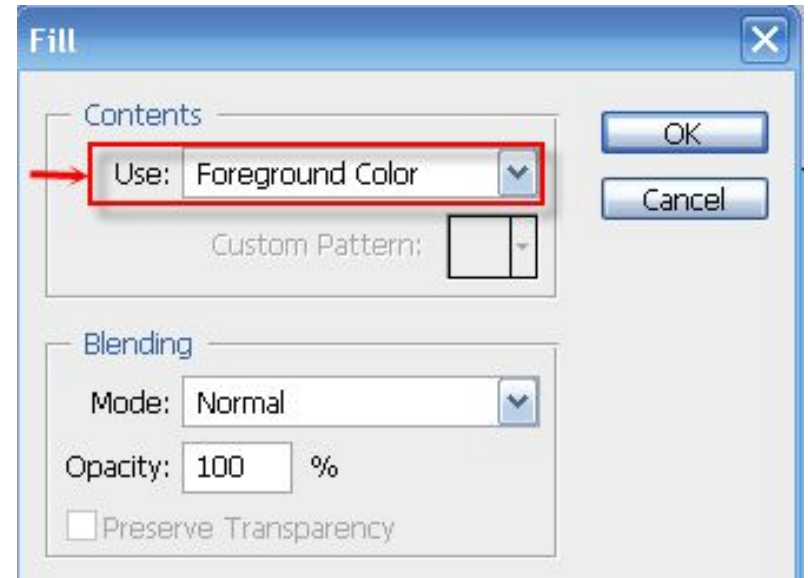 Fill
Contents
OK
Use: Foreground Color
Cancel
Custom Pattern:
Blending
Mode: Normal
Opacity: 100 %
Preserve Transparency